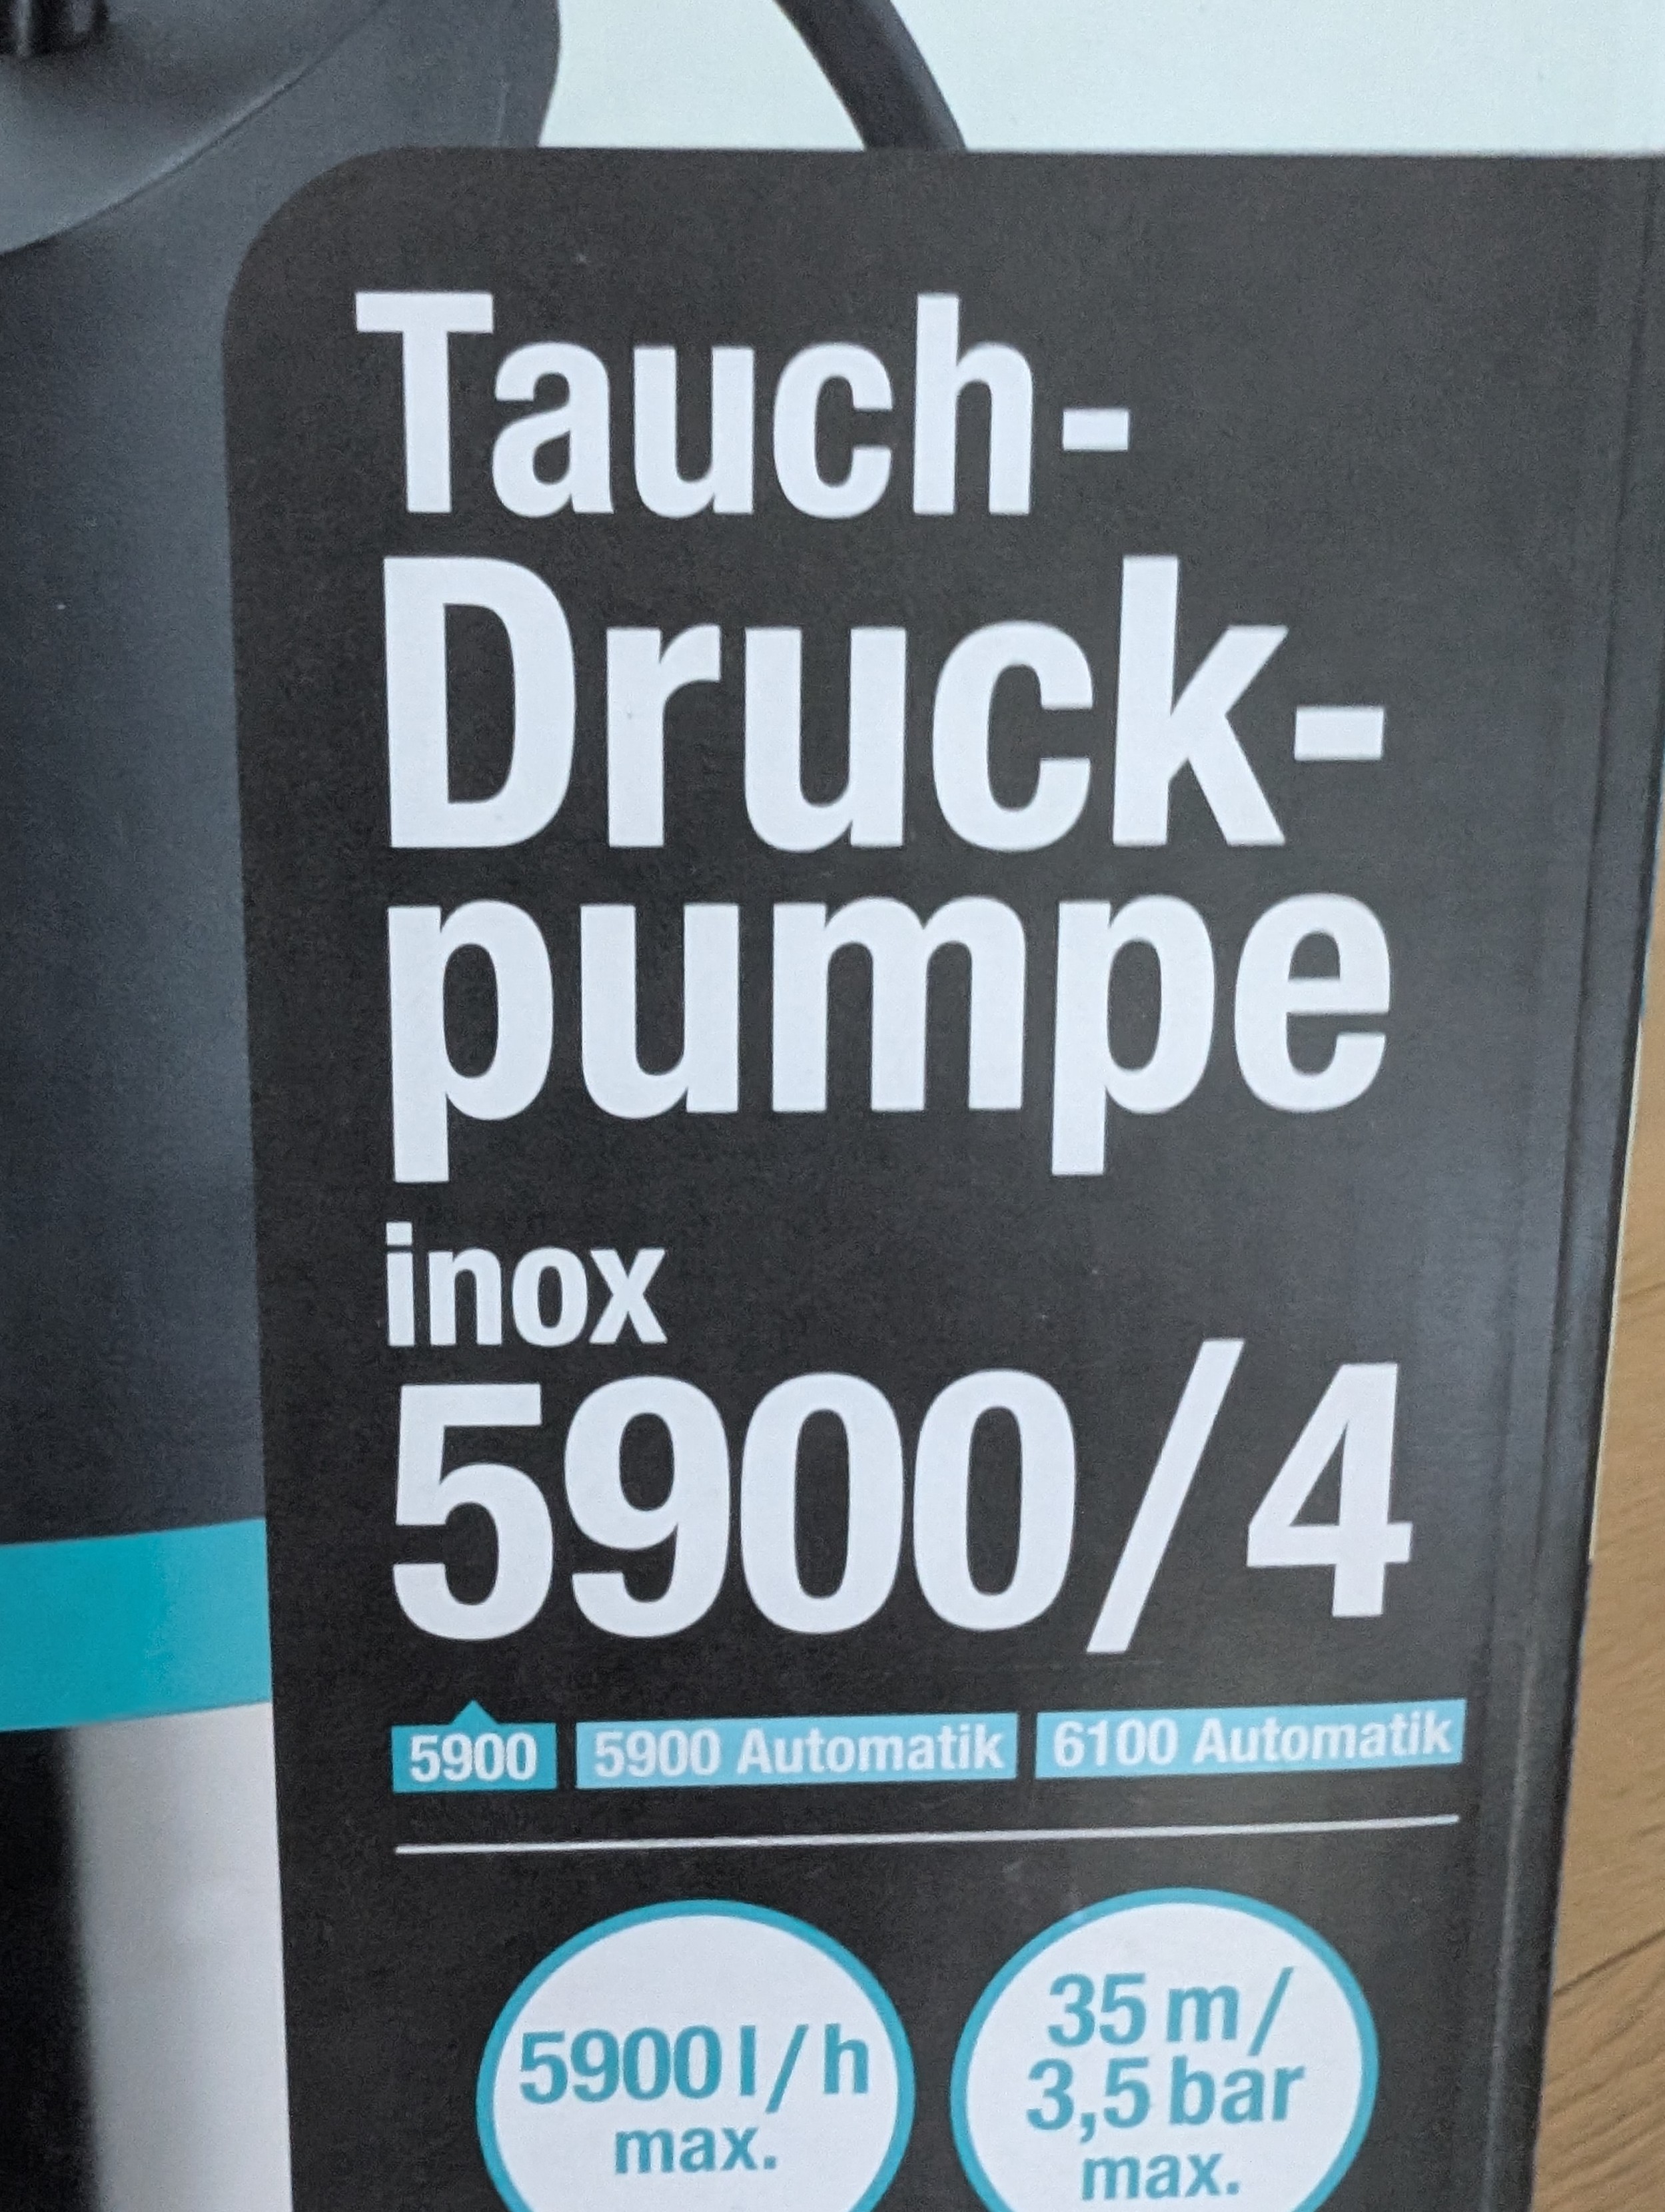 Tauch-
Druck-
pumpe
inox
5900/4
5900 5900 Automatik 6100 Automatik
5900 l/h
max.
35 m/
3,5 bar
max.